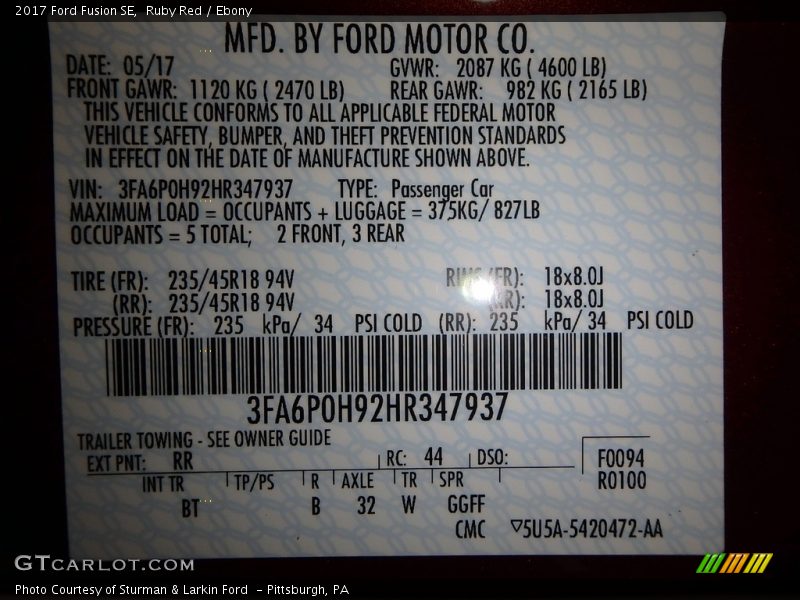 2017 Ford Fusion SE, Ruby Red / Ebony
MFD. BY FORD MOTOR CO.
DATE: 05/17 GVWR: 2087 KG ( 4600 LB)
FRONT GAWR: 1120 KG ( 2470 LB) REAR GAWR: 982 KG ( 2165 LB)
THIS VEHICLE CONFORMS TO ALL APPLICABLE FEDERAL MOTOR
VEHICLE SAFETY, BUMPER, AND THEFT PREVENTION STANDARDS
IN EFFECT ON THE DATE OF MANUFACTURE SHOWN ABOVE.
VIN: 3FA6P0H92HR347937 TYPE: Passenger Car
MAXIMUM LOAD = OCCUPANTS + LUGGAGE = 375KG/ 827LB
OCCUPANTS = 5 TOTAL; 2 FRONT, 3 REAR
TIRE (FR): 235/45R18 94V (FR): 18x8.0J
(RR): 235/45R18 94V 18x8.0J
PRESSURE (FR): 235 kPa/ 34 PSI COLD (RR): 235 kPa/ 34 PSI COLD
3FA6P0H92HR347937
TRAILER TOWING - SEE OWNER GUIDE
EXT PNT: RR RC: 44 DSO: F0094
INT TR TP/PS R AXLE TR SPR R0100
BT B 32 W GGFF
CMC ▽5U5A-5420472-AA
GTCARLOT.COM
Photo Courtesy of Sturman & Larkin Ford - Pittsburgh, PA